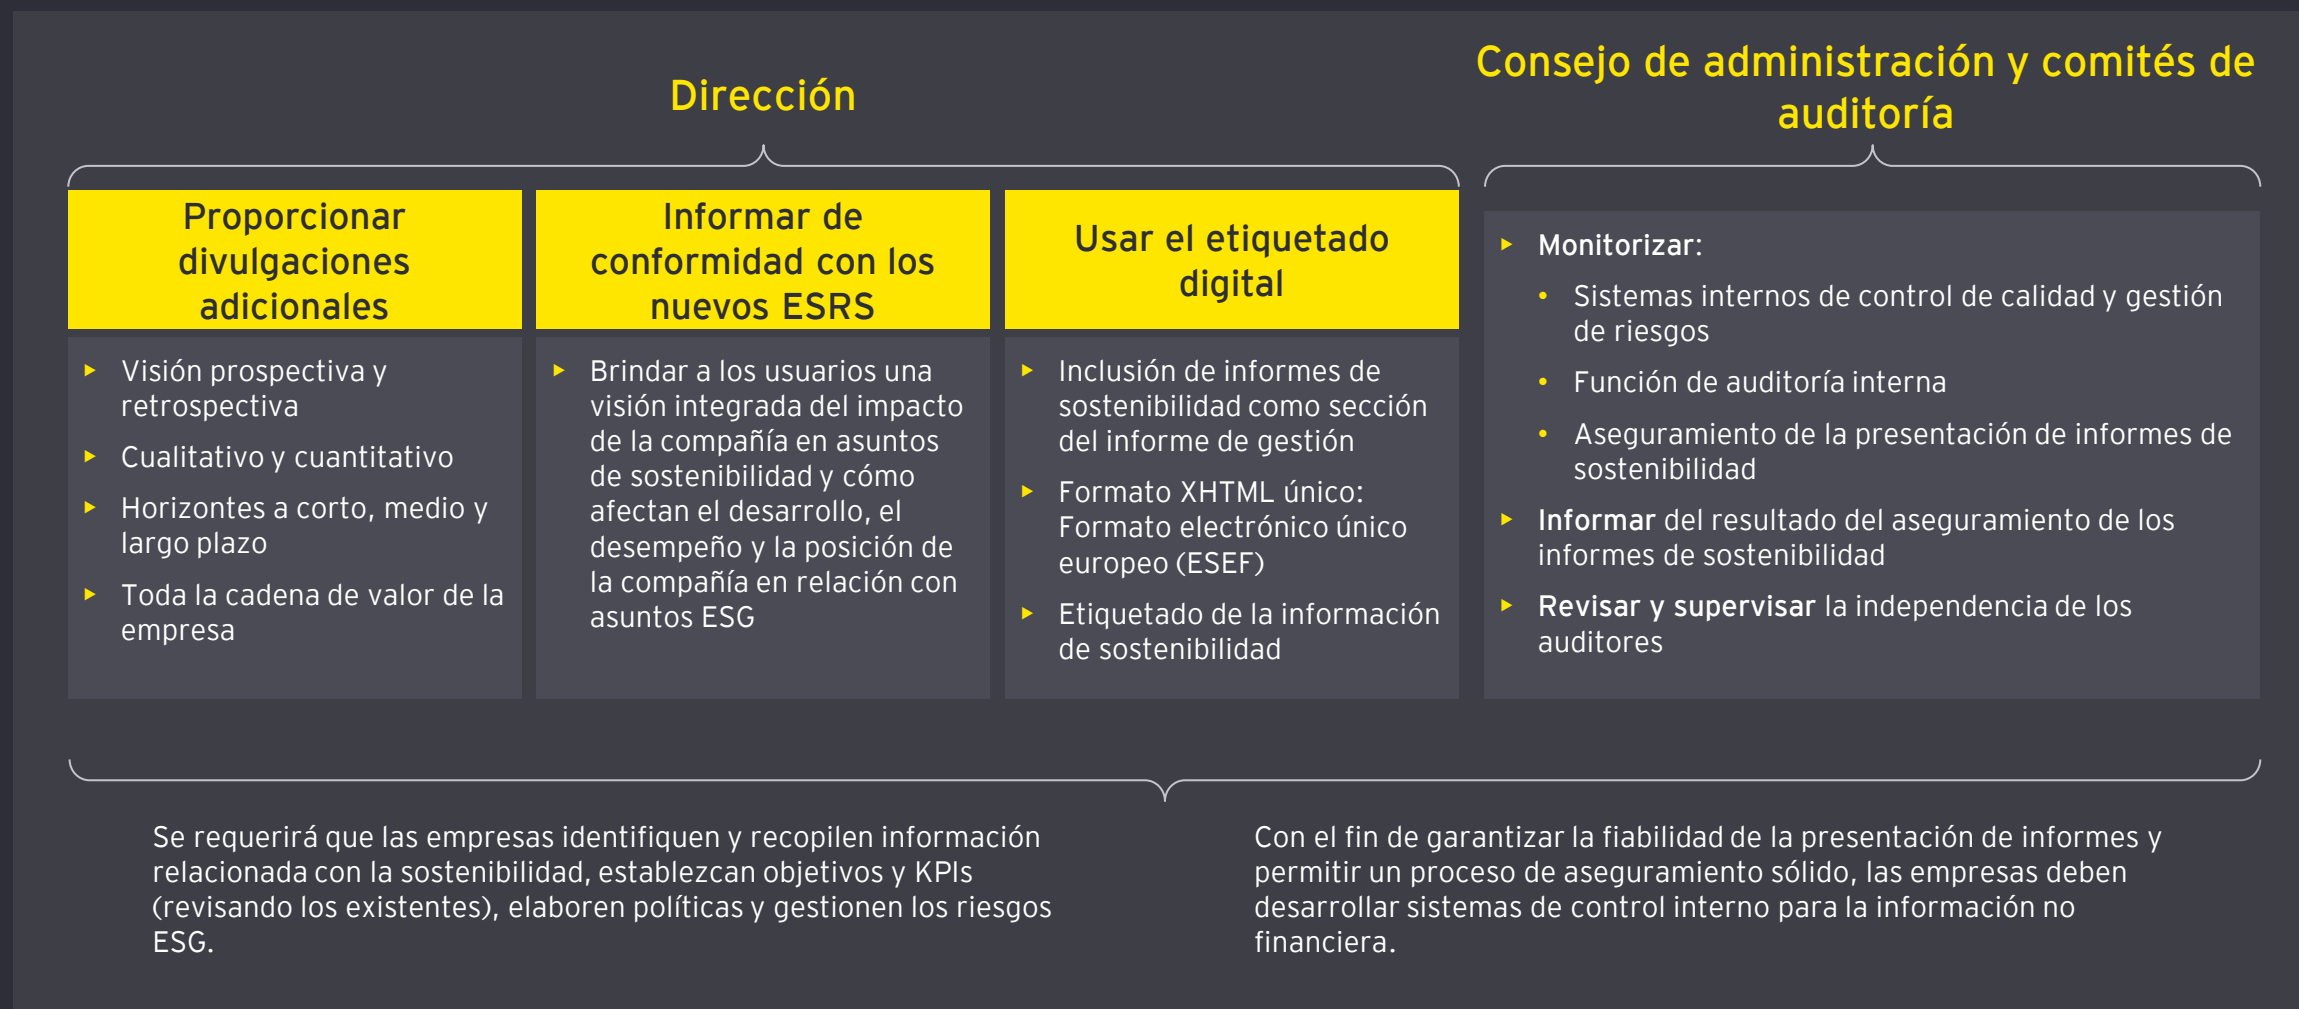 Dirección
Consejo de administración y comités de
auditoría
Proporcionar
divulgaciones
adicionales
▸ Visión prospectiva y
retrospectiva
▸ Cualitativo y cuantitativo
▸ Horizontes a corto, medio y
largo plazo
▸ Toda la cadena de valor de la
empresa
Informar de
conformidad con los
nuevos ESRS
▸ Brindar a los usuarios una
visión integrada del impacto
de la compañía en asuntos
de sostenibilidad y cómo
afectan el desarrollo, el
desempeño y la posición de
la compañía en relación con
asuntos ESG
Usar el etiquetado
digital
▸ Inclusión de informes de
sostenibilidad como sección
del informe de gestión
▸ Formato XHTML único:
Formato electrónico único
europeo (ESEF)
▸ Etiquetado de la información
de sostenibilidad
▸ Monitorizar:
• Sistemas internos de control de calidad y gestión
de riesgos
• Función de auditoría interna
• Aseguramiento de la presentación de informes de
sostenibilidad
▸ Informar del resultado del aseguramiento de los
informes de sostenibilidad
▸ Revisar y supervisar la independencia de los
auditores
Se requerirá que las empresas identifiquen y recopilen información
relacionada con la sostenibilidad, establezcan objetivos y KPIs
(revisando los existentes), elaboren políticas y gestionen los riesgos
ESG.
Con el fin de garantizar la fiabilidad de la presentación de informes y
permitir un proceso de aseguramiento sólido, las empresas deben
desarrollar sistemas de control interno para la información no
financiera.